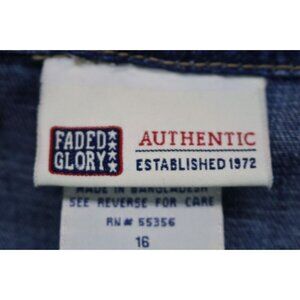 FADED
GLORY
AUTHENTIC
ESTABLISHED 1972
MADE IN BANGLADESH
SEE REVERSE FOR CARE
RN# 55356
16